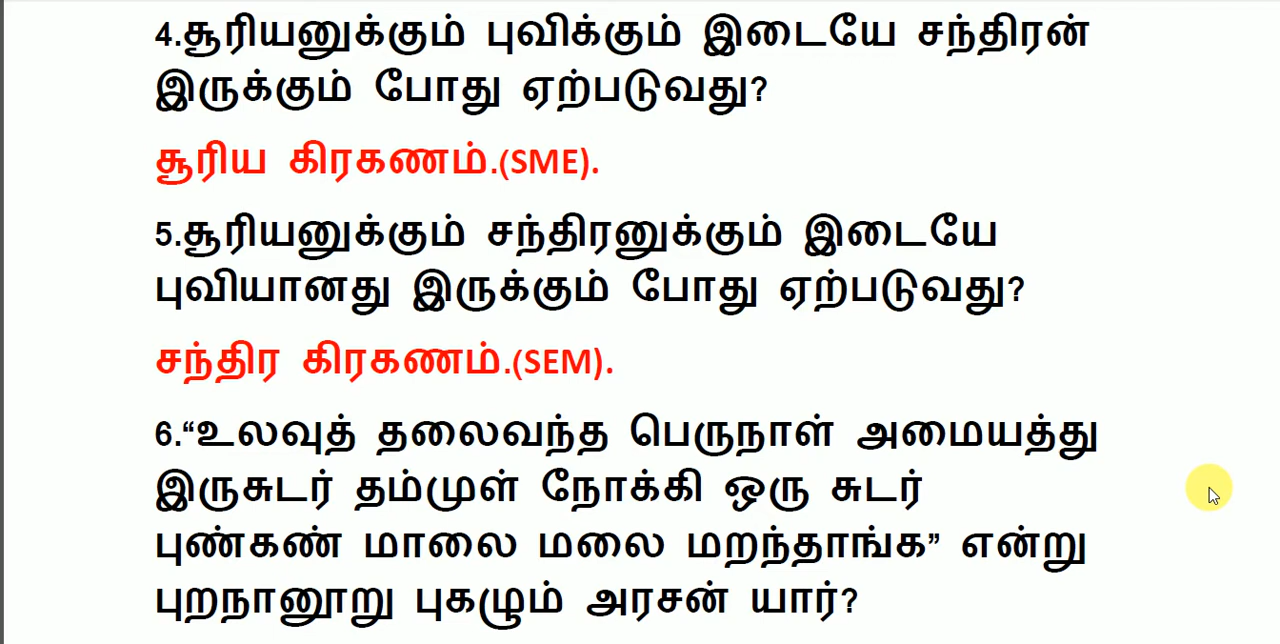 4.சூரியனுக்கும் புவிக்கும் இடையே சந்திரன்
இருக்கும் போது ஏற்படுவது?
சூரிய கிரகணம்.(SME).
5.சூரியனுக்கும் சந்திரனுக்கும் இடையே
புவியானது இருக்கும் போது ஏற்படுவது?
சந்திர கிரகணம்.(SEM).
6.“உலவுத் தலைவந்த பெருநாள் அமையத்து
இருசுடர் தம்முள் நோக்கி ஒரு சுடர்
புண்கண் மாலை மலை மறந்தாங்க” என்று
புறநானூறு புகழும் அரசன் யார்?